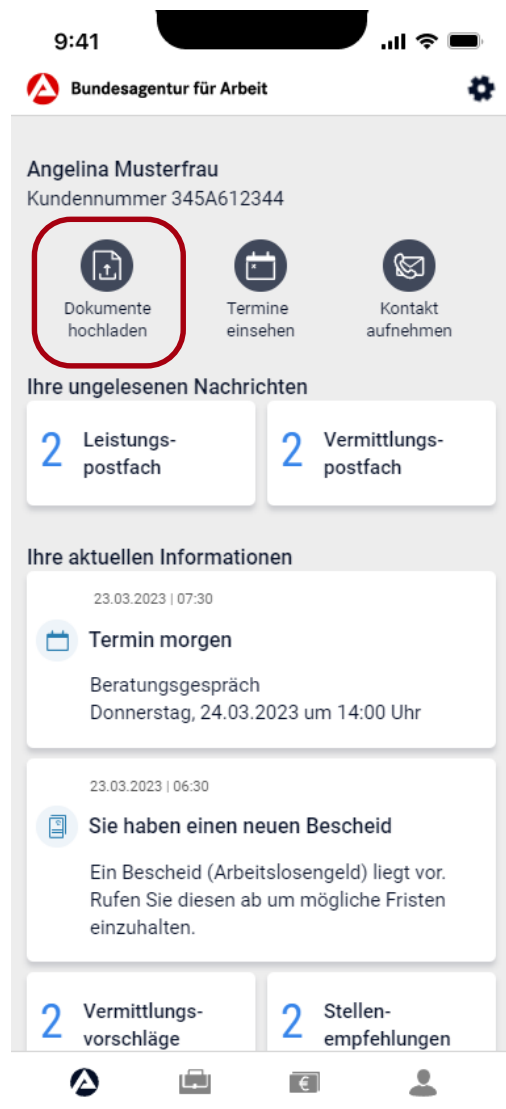 9:41
Bundesagentur für Arbeit
Angelina Musterfrau
Kundennummer 345A612344
Dokumente
hochladen
Termine
einsehen
Kontakt
aufnehmen
Ihre ungelesenen Nachrichten
2
Leistungs-
postfach
2
Vermittlungs-
postfach
Ihre aktuellen Informationen
23.03.2023 | 07:30
Termin morgen
Beratungsgespräch
Donnerstag, 24.03.2023 um 14:00 Uhr
23.03.2023 | 06:30
Sie haben einen neuen Bescheid
Ein Bescheid (Arbeitslosengeld) liegt vor.
Rufen Sie diesen ab um mögliche Fristen
einzuhalten.
2
Vermittlungs-
vorschläge
2
Stellen-
empfehlungen
€